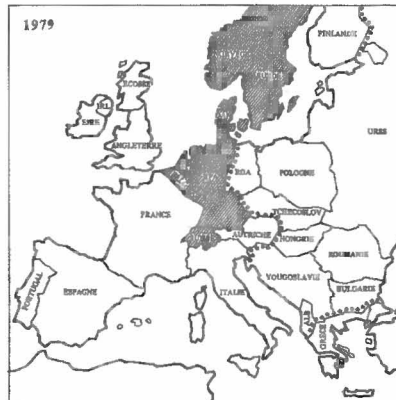 1979
FINLANDE
ECOSSE
IRL
EIRE
URSS
ANGLETERRE
RDA
POLOGNE
TCHECOSLOV
FRANCE
AUTRICHE
HONGRIE
ROUMANIE
YOUGOSLAVIE
BULGARIE
PORTUGAL
ESPAGNE
ITALIE
ALB
GRECE